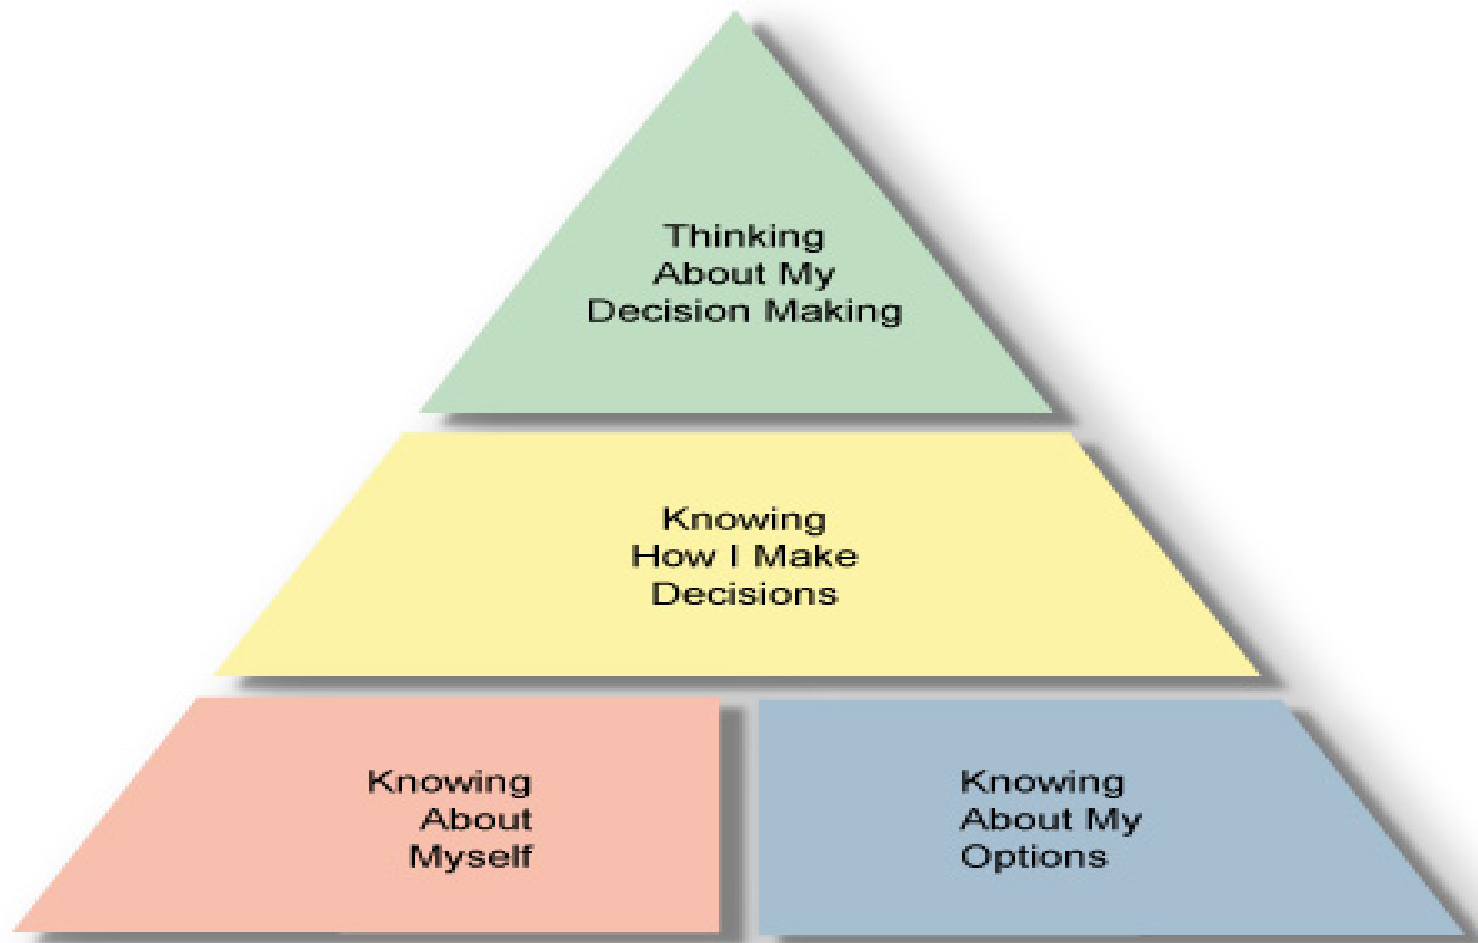 Thinking
About My
Decision Making
Knowing
How I Make
Decisions
Knowing
About
Myself
Knowing
About My
Options